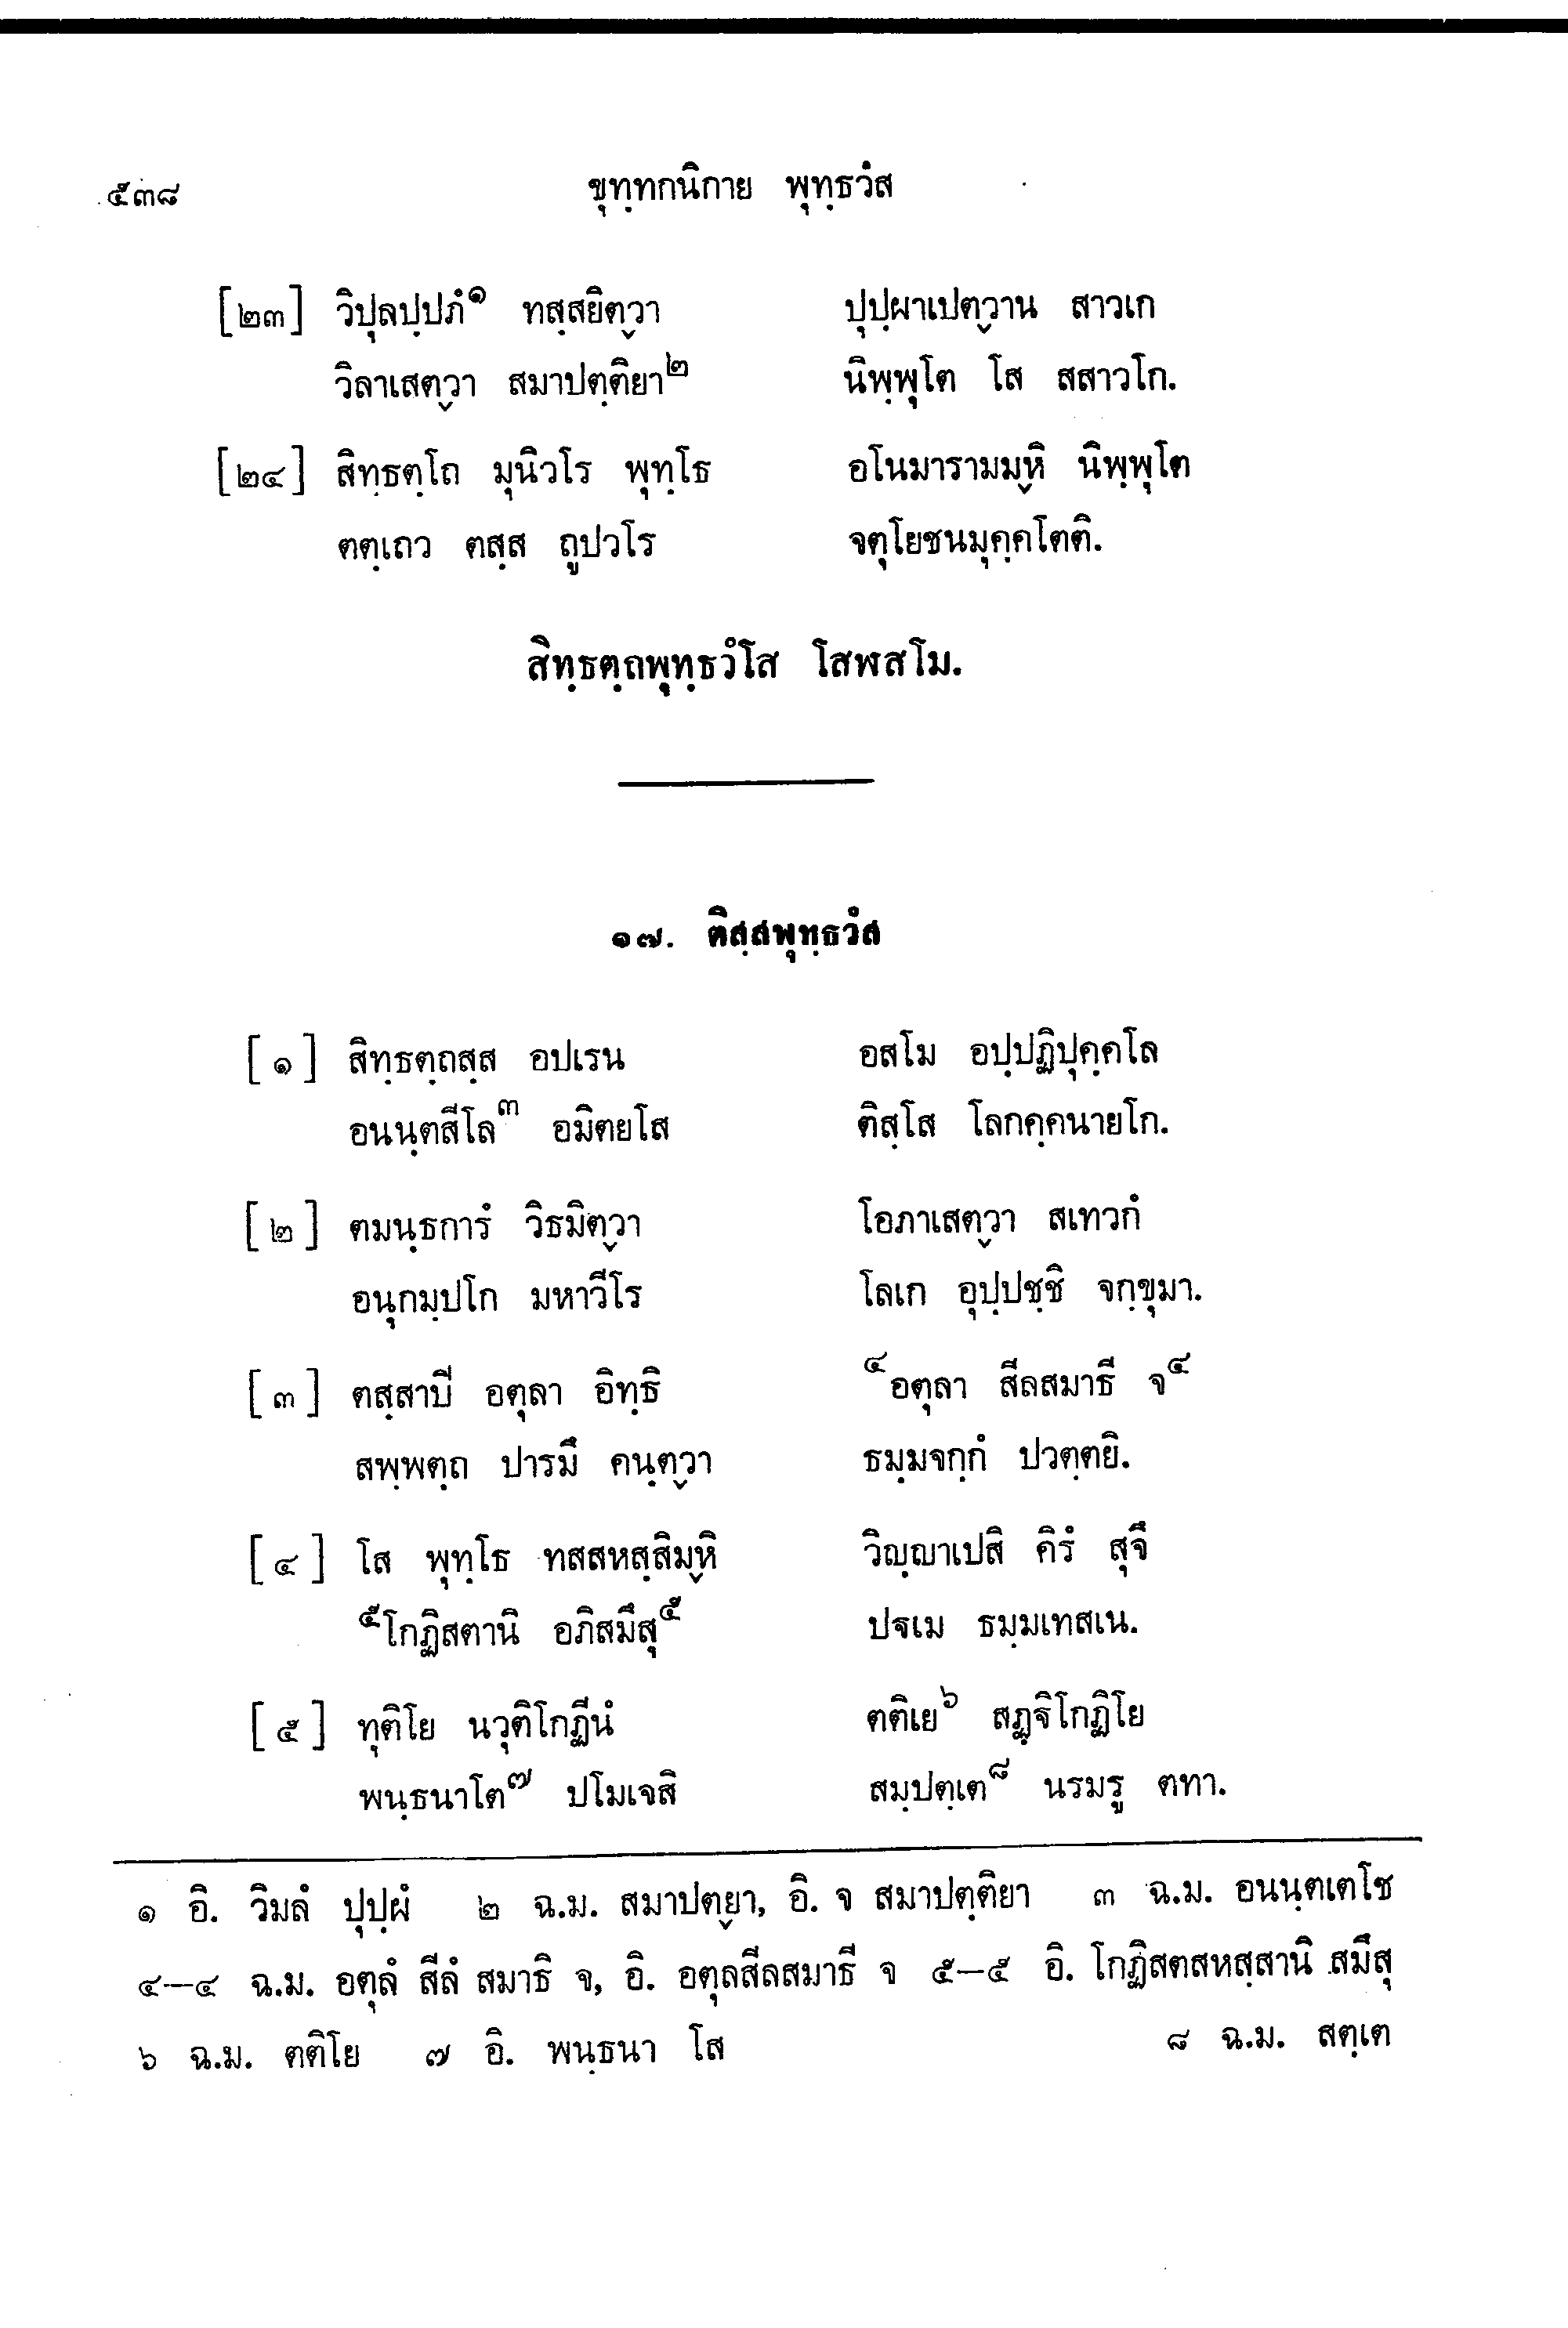 ๕๓๘ ขุทฺทกนิกาย พุทฺธวํส
[๒๓] วิปุลปฺปภํ๑ ทสฺสยิตฺวา ปุปฺผาเปตฺวาน สาวเก
วิลาเสตฺวา สมาปตฺติยา๒ นิพฺพุโต โส สสาวโก.
[๒๔] สิทฺธตฺโถ มุนิวโร พุทฺโธ อโนมารามมฺหิ นิพฺพุโต
ตตฺเถว ตสฺส ถูปวโร จตุโยชนมุคฺคโตติ.
สิทฺธตฺถพุทฺธวํโส โสฬสโม.
๑๗. ติสฺสพุทฺธวํส
[๑] สิทฺธตฺถสฺส อปเรน อสโม อปฺปฏิปุคฺคโล
อนนฺตสีโล๓ อมิตยโส ติสฺโส โลกคฺคนายโก.
[๒] ตมนฺธการํ วิธมิตฺวา โอภาเสตฺวา สเทวกํ
อนุกมฺปโก มหาวีโร โลเก อุปฺปชฺชิ จกฺขุมา.
[๓] ตสฺสาปี อตุลา อิทฺธิ ๔อตุลา สีลสมาธี จ๔
สพฺพตฺถ ปารมึ คนฺตฺวา ธมฺมจกฺกํ ปวตฺตยิ.
[๔] โส พุทฺโธ ทสสหสฺสิมฺหิ วิญฺญาเปสิ คิรํ สุจึ
๕โกฏิสตานิ อภิสมึสุ๕ ปฐเม ธมฺมเทสเน.
[๕] ทุติโย นวุติโกฏีนํ ตติเย๖ สฏฺฐิโกฏิโย
พนฺธนาโต๗ ปโมเจสิ สมฺปตฺเต๘ นรมรู ตทา.
๑ อิ. วิมลํ ปุปฺผํ ๒ ฉ.ม. สมาปตฺยา, อิ. จ สมาปตฺติยา ๓ ฉ.ม. อนนฺตเตโช
๔—๔ ฉ.ม. อตุลํ สีลํ สมาธิ จ, อิ. อตุลสีลสมาธี จ ๕—๕ อิ. โกฏิสตสหสฺสานิ สมึสุ
๖ ฉ.ม. ตติโย ๗ อิ. พนฺธนา โส ๘ ฉ.ม. สตฺเต